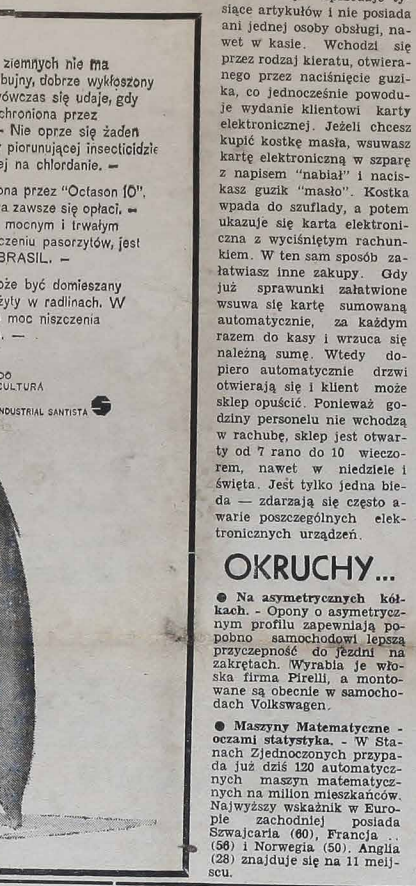 ziemnych nie ma
bujny, dobrze wykłoszony
ówczas się udaje, gdy
chroniona przez
- Nie oprze się żaden
piorunującej insecticidzie
ej na chlordanie. —
ona przez "Octason 10",
a zawsze się opłaci. —
mocnym i trwałym
czeniu pasorzytów, jest
BRASIL. —
oże być domieszany
żyty w radlinach. W
moc niszczenia
. —
DO
CULTURA
NDUSTRIAL SANTISTA
siące artykułów i nie posiada
ani jednej osoby obsługi, na-
wet w kasie. Wchodzi się
przez rodzaj kieratu, otwiera-
nego przez naciśnięcie guzi-
ka, co jednocześnie powodu-
je wydanie klientowi karty
elektronicznej. Jeżeli chcesz
kupić kostkę masła, wsuwasz
kartę elektroniczną w szparę
z napisem "nabiał" i nacis-
kasz guzik "masło". Kostka
wpada do szuflady, a potem
ukazuje się karta elektroni-
czna z wyciśniętym rachun-
kiem. W ten sam sposób za-
łatwiasz inne zakupy. Gdy
już sprawunki załatwione
wsuwa się kartę sumowaną
automatycznie, za każdym
razem do kasy i wrzuca się
należną sumę. Wtedy do-
piero automatycznie drzwi
otwierają się i klient może
sklep opuścić. Ponieważ go-
dziny personelu nie wchodzą
w rachubę, sklep jest otwar-
ty od 7 rano do 10 wieczo-
rem, nawet w niedziele i
święta. Jest tylko jedna bie-
da — zdarzają się często a-
warie poszczególnych elek-
tronicznych urządzeń.
OKRUCHY...
● Na asymetrycznych kół-
kach. - Opony o asymetrycz-
nym profilu zapewniają po-
pobno samochodowi lepszą
przyczepność do jezdni na
zakrętach. Wyrabia je wło-
ska firma Pirelli, a monto-
wane są obecnie w samocho-
dach Volkswagen.
● Maszyny Matematyczne -
oczami statystyka. - W Sta-
nach Zjednoczonych przypa-
da już dziś 120 automatycz-
nych maszyn matematycz-
nych na milion mieszkańców.
Najwyższy wskaźnik w Euro-
pie zachodniej posiada
Szwajcaria (60), Francja ..
(56) i Norwegia (50). Anglia
(28) znajduje się na 11 miej-
scu.